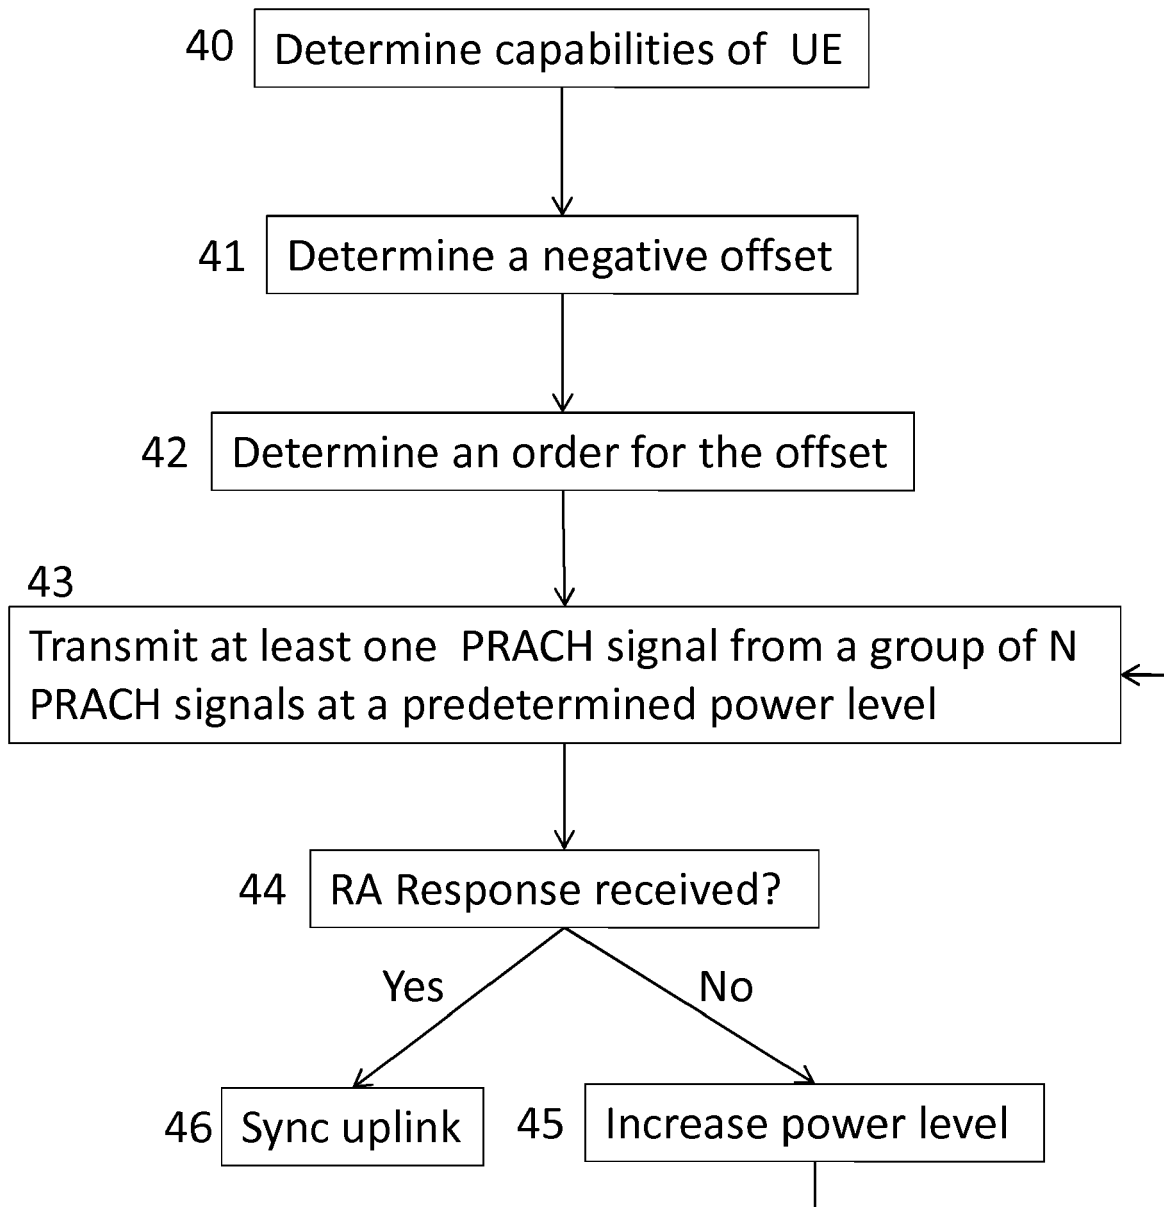 40 Determine capabilities of UE
41 Determine a negative offset
42 Determine an order for the offset
43
Transmit at least one PRACH signal from a group of N
PRACH signals at a predetermined power level
44 RA Response received?
Yes No
46 Sync uplink 45 Increase power level